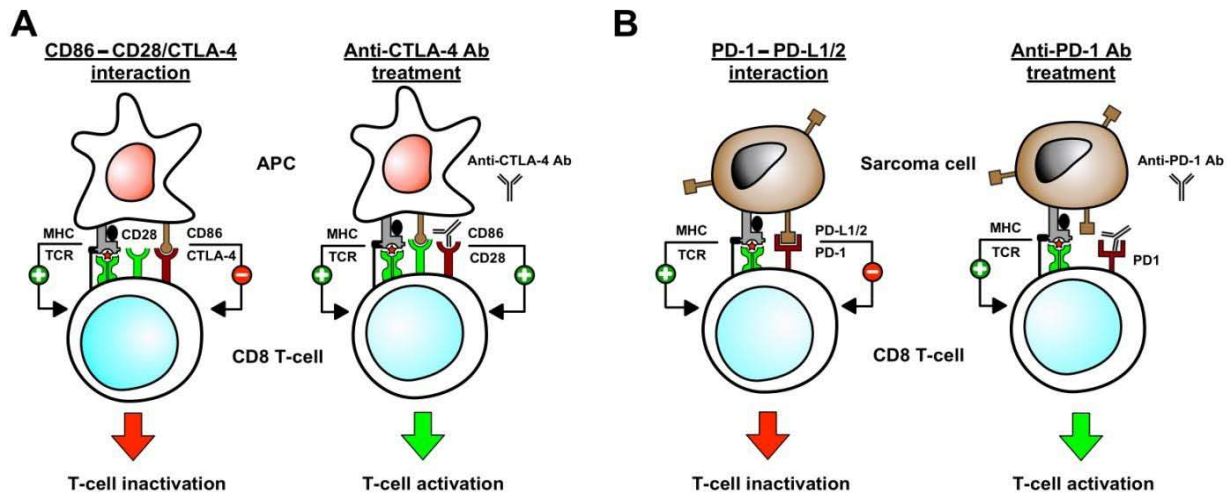 A
CD86 – CD28/CTLA-4
interaction
Anti-CTLA-4 Ab
treatment
APC
Anti-CTLA-4 Ab
MHC
TCR
CD28
CD86
CTLA-4
MHC
TCR
CD86
CD28
CD8 T-cell
T-cell inactivation
T-cell activation
B
PD-1 – PD-L1/2
interaction
Anti-PD-1 Ab
treatment
Sarcoma cell
Anti-PD-1 Ab
MHC
TCR
PD-L1/2
PD-1
MHC
TCR
PD1
CD8 T-cell
T-cell inactivation
T-cell activation